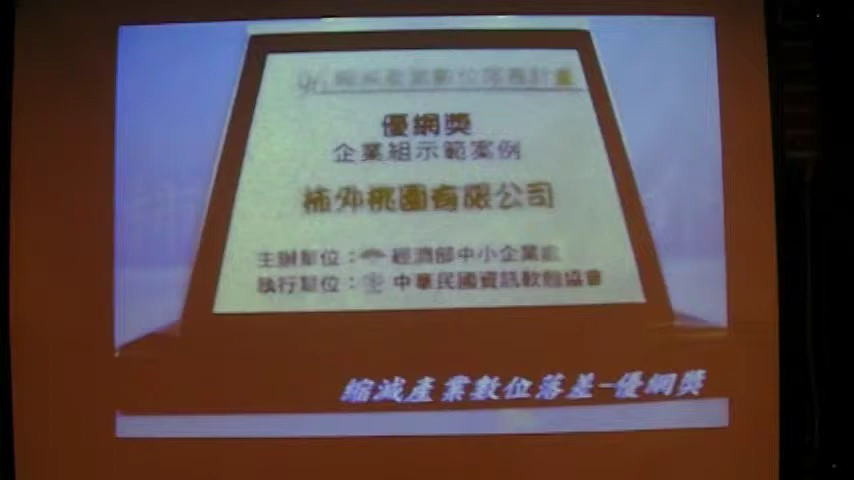 96 縮減產業數位落差計畫
優網獎
企業組示範案例
柿外桃園有限公司
主辦單位：經濟部中小企業處
執行單位：中華民國資訊軟體協會
縮減產業數位落差-優網獎